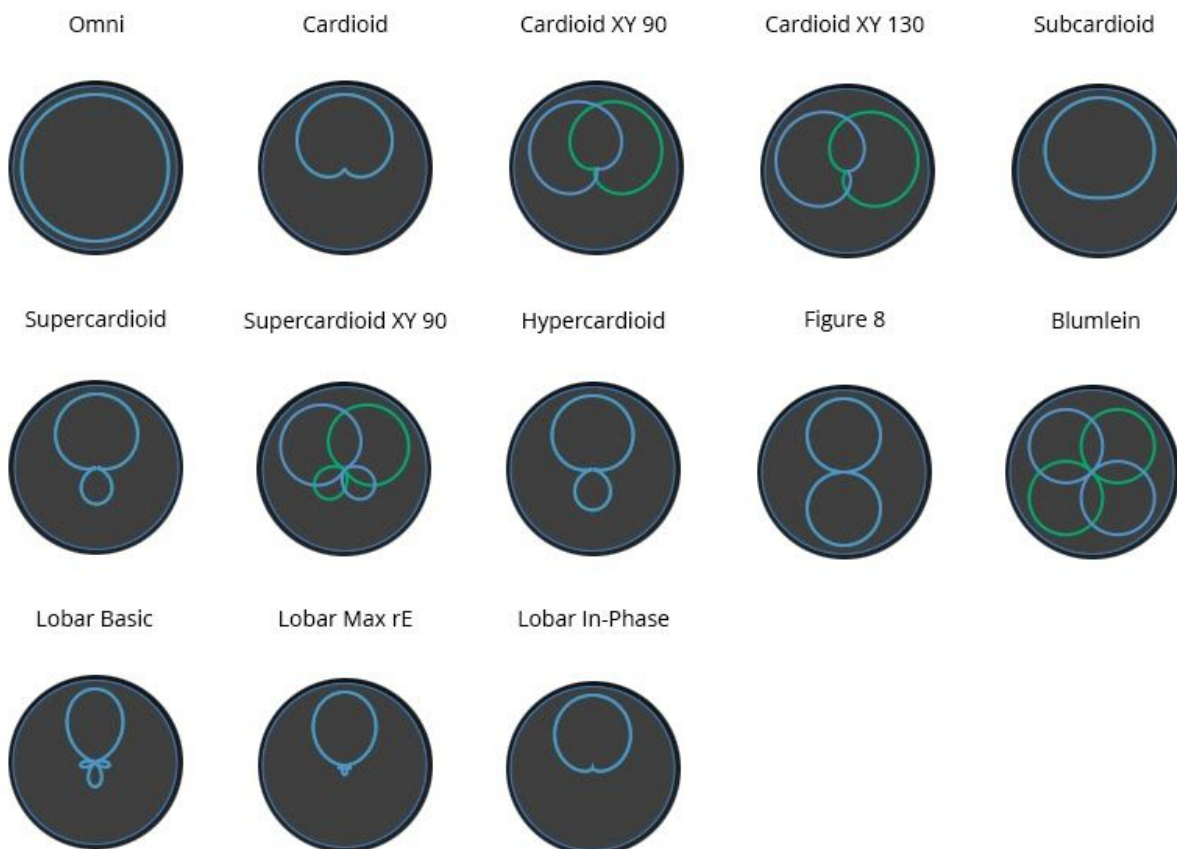 Omni Cardioid Cardioid XY 90 Cardioid XY 130 Subcardioid
Supercardioid Supercardioid XY 90 Hypercardioid Figure 8 Blumlein
Lobar Basic Lobar Max rE Lobar In-Phase